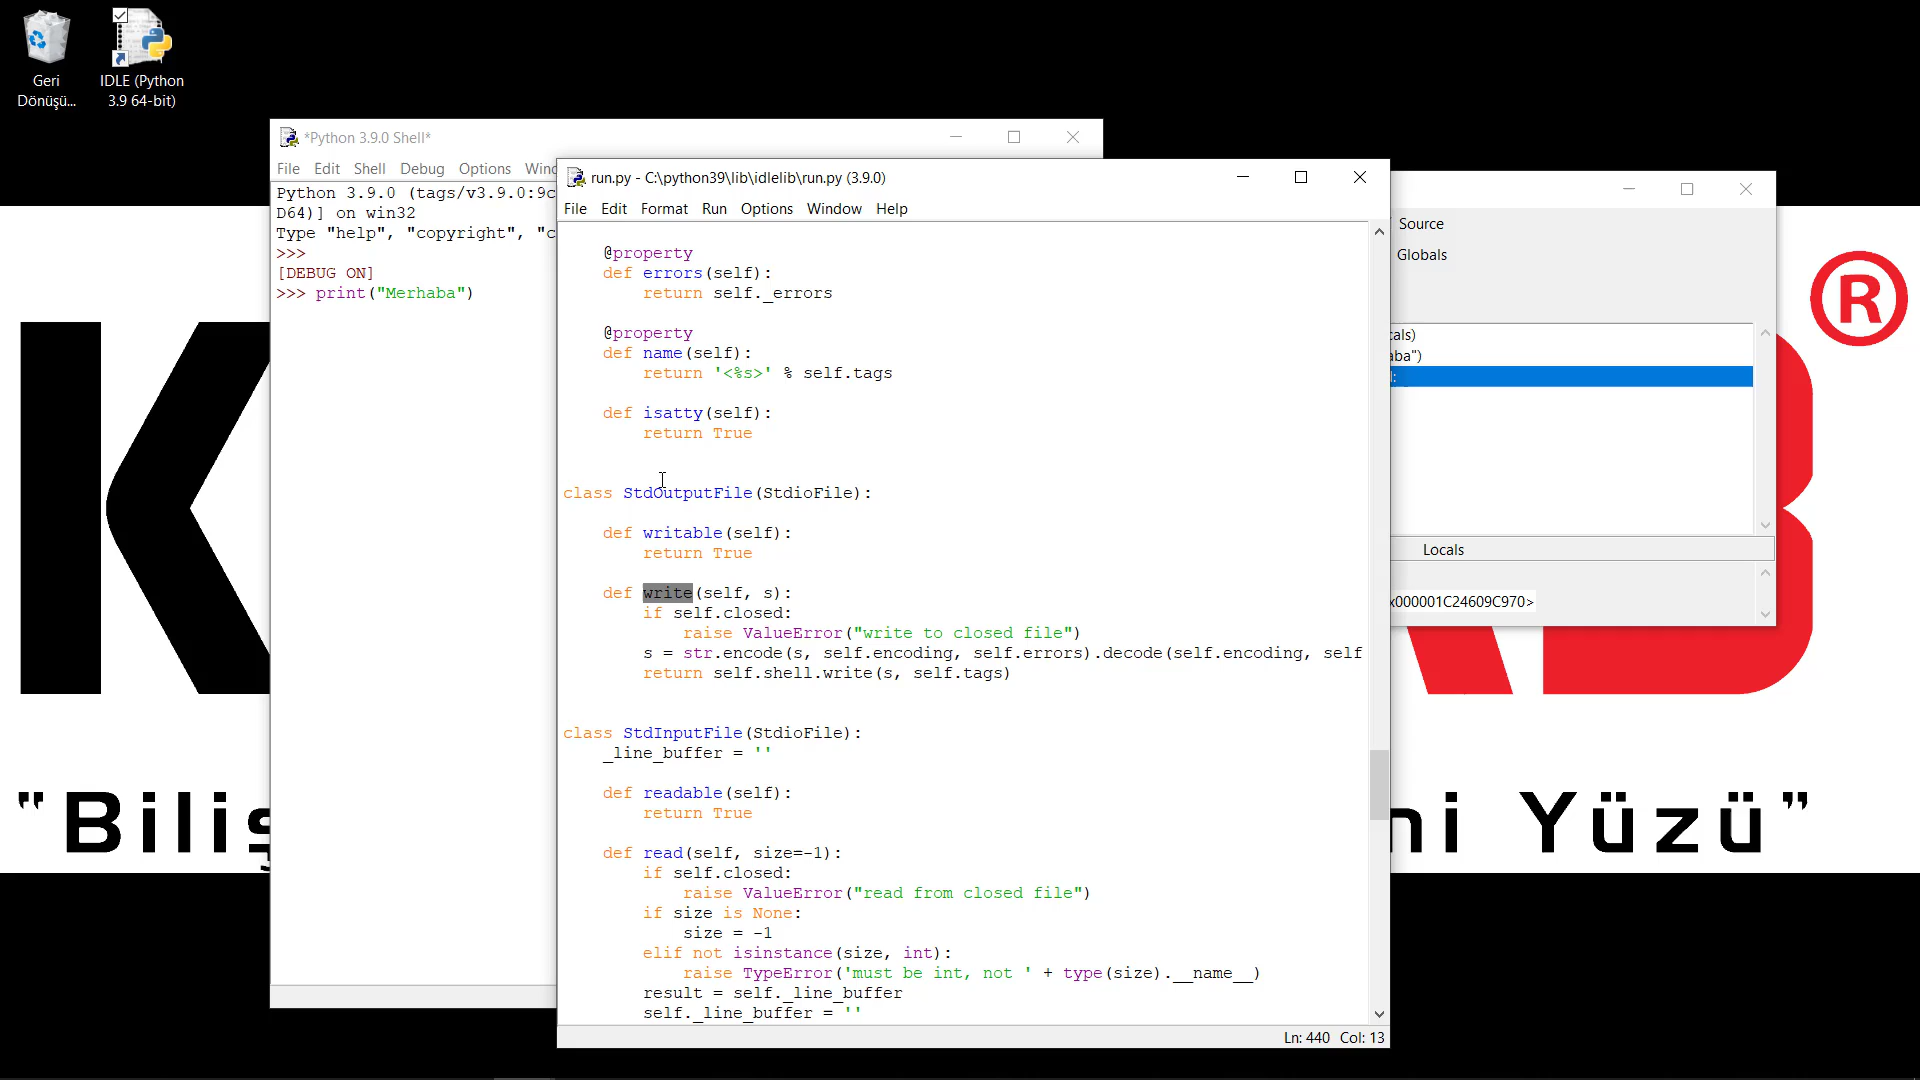 Geri
Dönüşü...
IDLE (Python
3.9 64-bit)
*Python 3.9.0 Shell*
File Edit Shell Debug Options
Python 3.9.0 (tags/v3.9.0:9c
D64)] on win32
Type "help", "copyright", "c
>>>
[DEBUG ON]
>>> print("Merhaba")
run.py - C:\python39\lib\idlelib\run.py (3.9.0)
File Edit Format Run Options Window Help
@property
def errors(self):
return self._errors
@property
def name(self):
return '<%s>' % self.tags
def isatty(self):
return True
class StdOutputFile(StdioFile):
def writable(self):
return True
def write(self, s):
if self.closed:
raise ValueError("write to closed file")
s = str.encode(s, self.encoding, self.errors).decode(self.encoding, self
return self.shell.write(s, self.tags)
class StdInputFile(StdioFile):
_line_buffer = ''
def readable(self):
return True
def read(self, size=-1):
if self.closed:
raise ValueError("read from closed file")
if size is None:
size = -1
elif not isinstance(size, int):
raise TypeError('must be int, not ' + type(size).__name__)
result = self._line_buffer
self._line_buffer = ''
Ln: 440 Col: 13
Source
Globals
cals)
aba")
Locals
x000001C24609C970>
K B ®
"Biliş ni Yüzü"